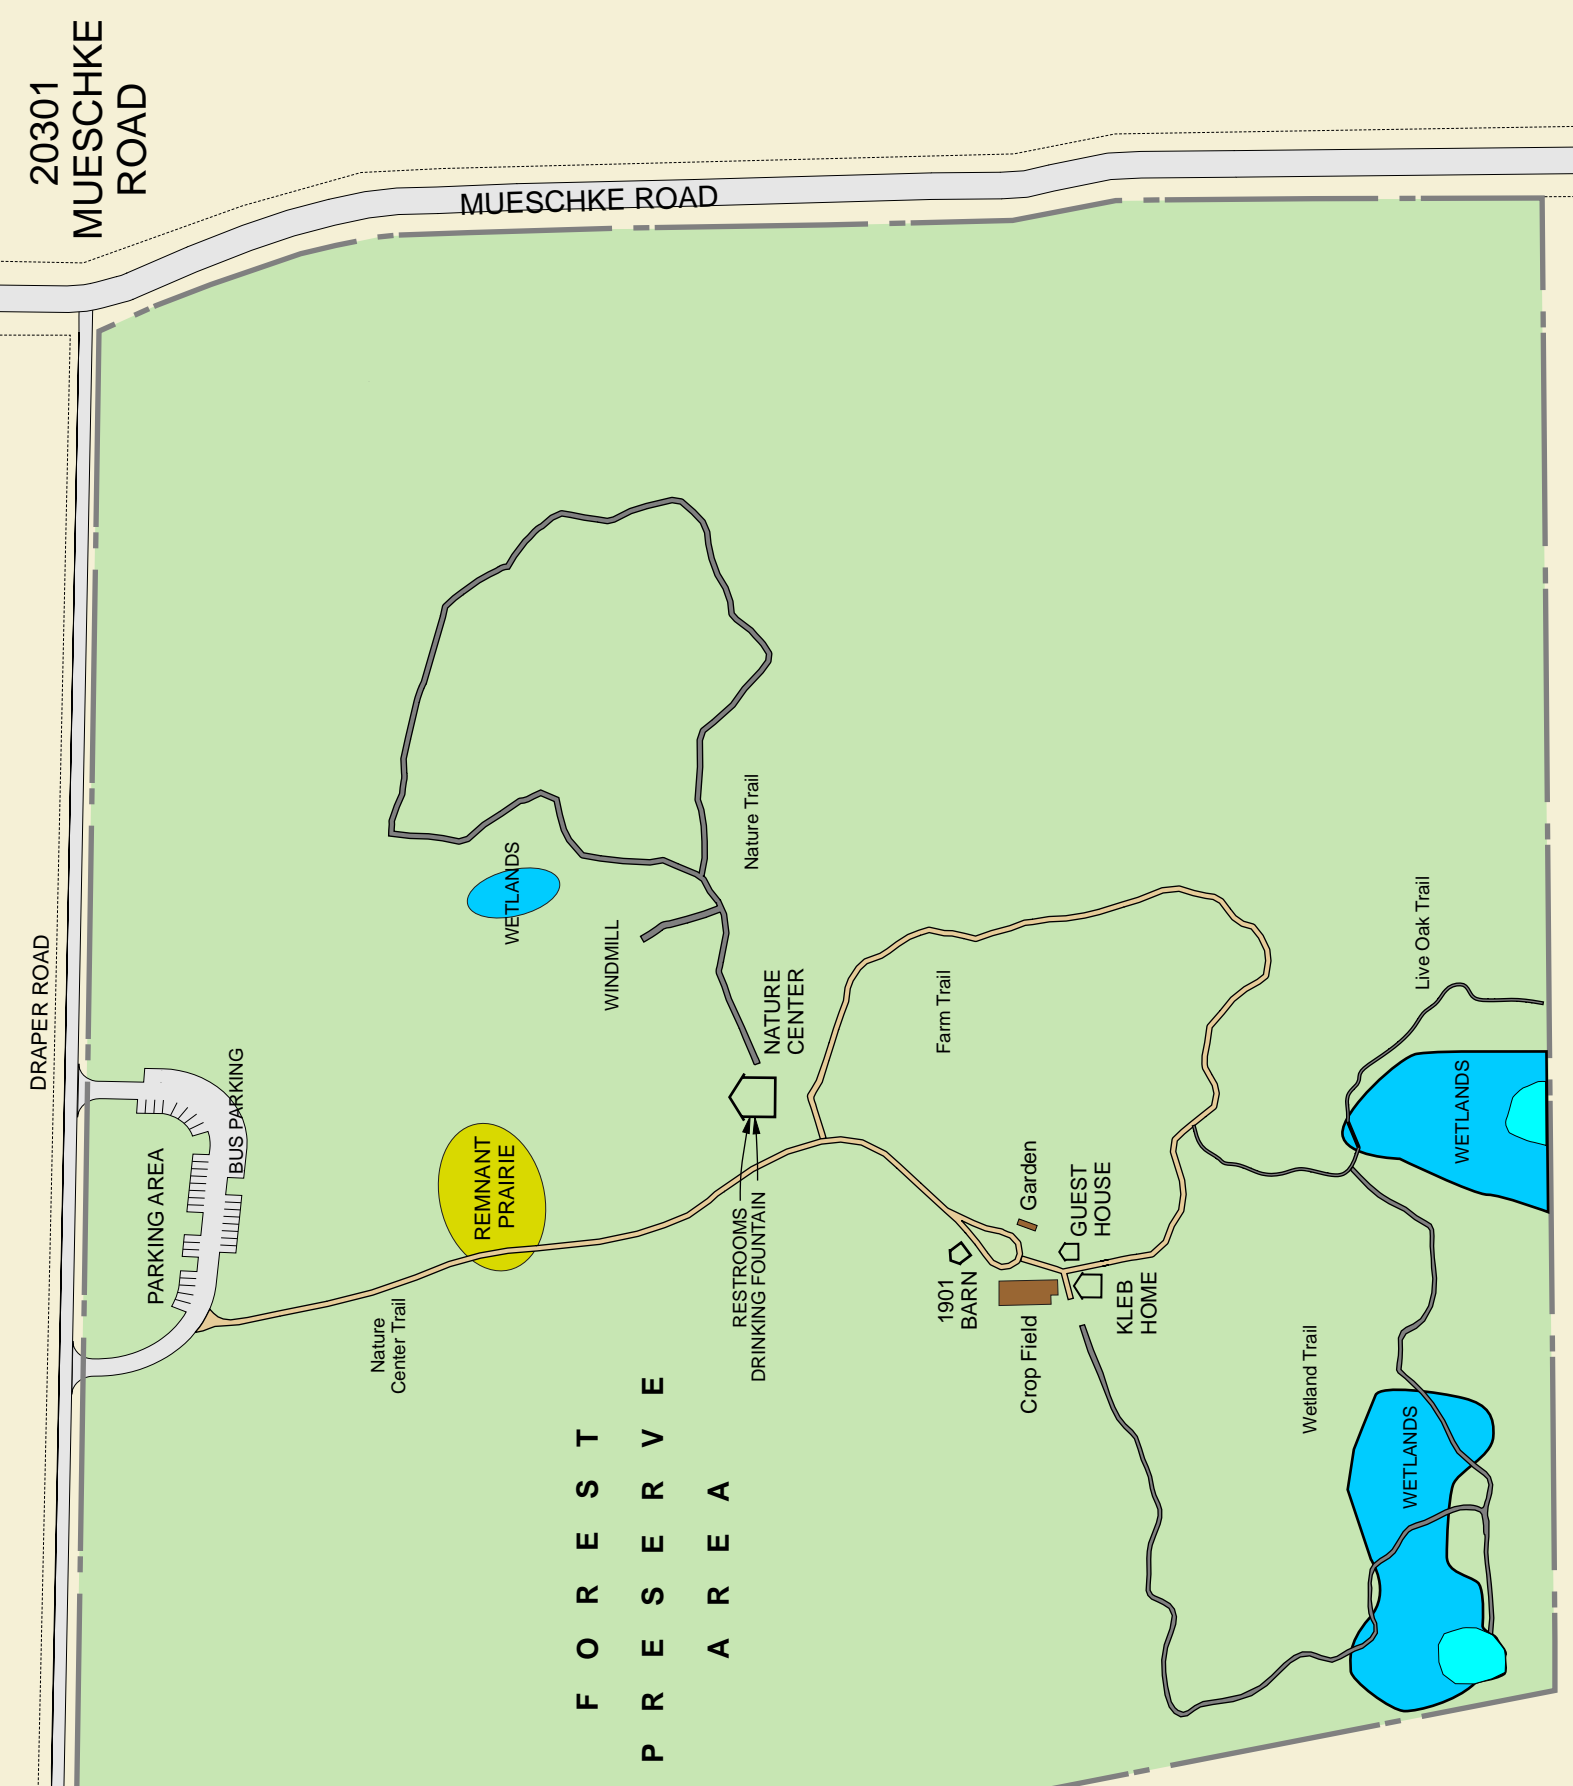 20301
MUESCHKE
ROAD
MUESCHKE ROAD
DRAPER ROAD
PARKING AREA
BUS PARKING
Nature
Center Trail
REMNANT
PRAIRIE
WETLANDS
WINDMILL
Nature Trail
NATURE
CENTER
RESTROOMS
DRINKING FOUNTAIN
FOREST
PRESERVE
AREA
Farm Trail
1901
BARN
Garden
Crop Field
GUEST
HOUSE
KLEB
HOME
Wetland Trail
Live Oak Trail
WETLANDS
WETLANDS